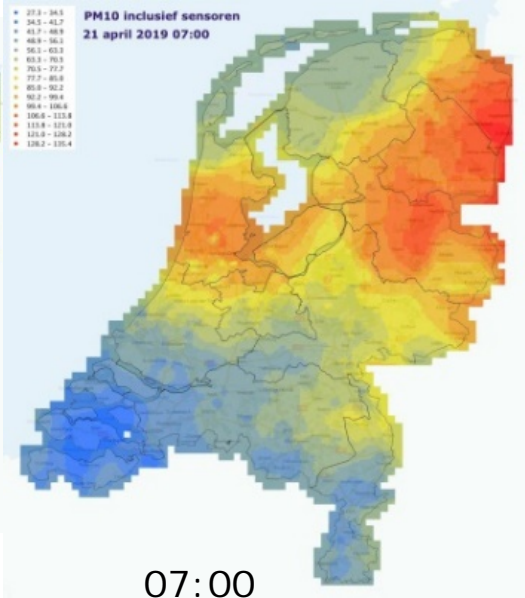 PM10 inclusief sensoren
21 april 2019 07:00
27.3 - 34.5
34.5 - 41.7
41.7 - 48.9
48.9 - 56.1
56.1 - 63.3
63.3 - 70.5
70.5 - 77.7
77.7 - 85.0
85.0 - 92.2
92.2 - 99.4
99.4 - 106.6
106.6 - 113.8
113.8 - 121.0
121.0 - 128.2
128.2 - 135.4
07:00